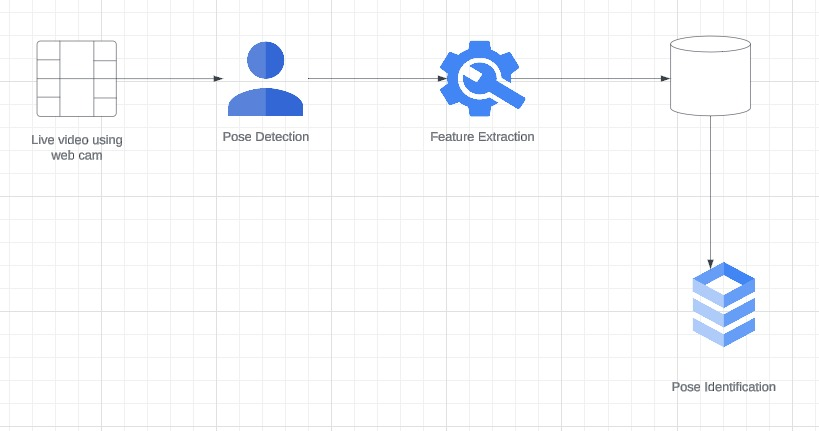 Live video using
web cam
Pose Detection
Feature Extraction
Pose Identification